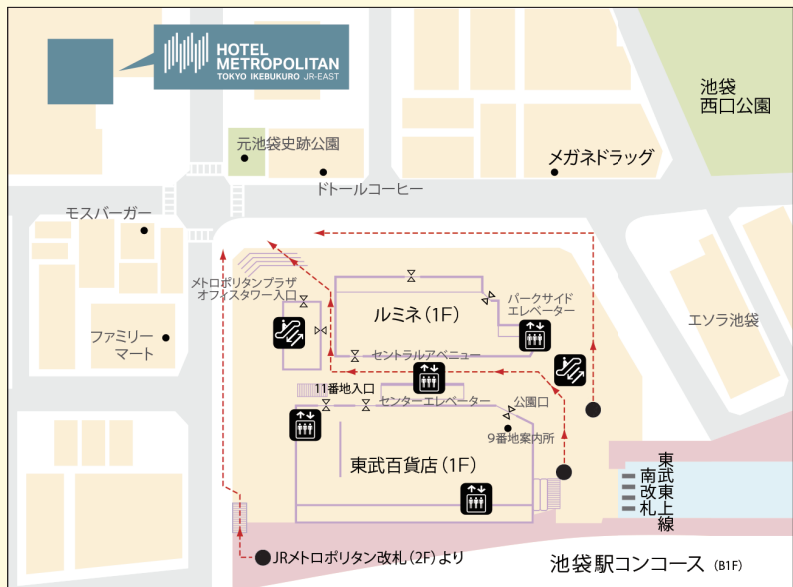 HOTEL
METROPOLITAN
TOKYO IKEBUKURO JR-EAST
池袋
西口公園
元池袋史跡公園
メガネドラッグ
ドトールコーヒー
モスバーガー
メトロポリタンプラザ
オフィスタワー入口
ルミネ(1F)
パークサイド
エレベーター
エソラ池袋
ファミリー
マート
セントラルアベニュー
11番地入口
センターエレベーター
公園口
9番地案内所
東武百貨店(1F)
東武東上線
南改札
JRメトロポリタン改札(2F)より
池袋駅コンコース (B1F)